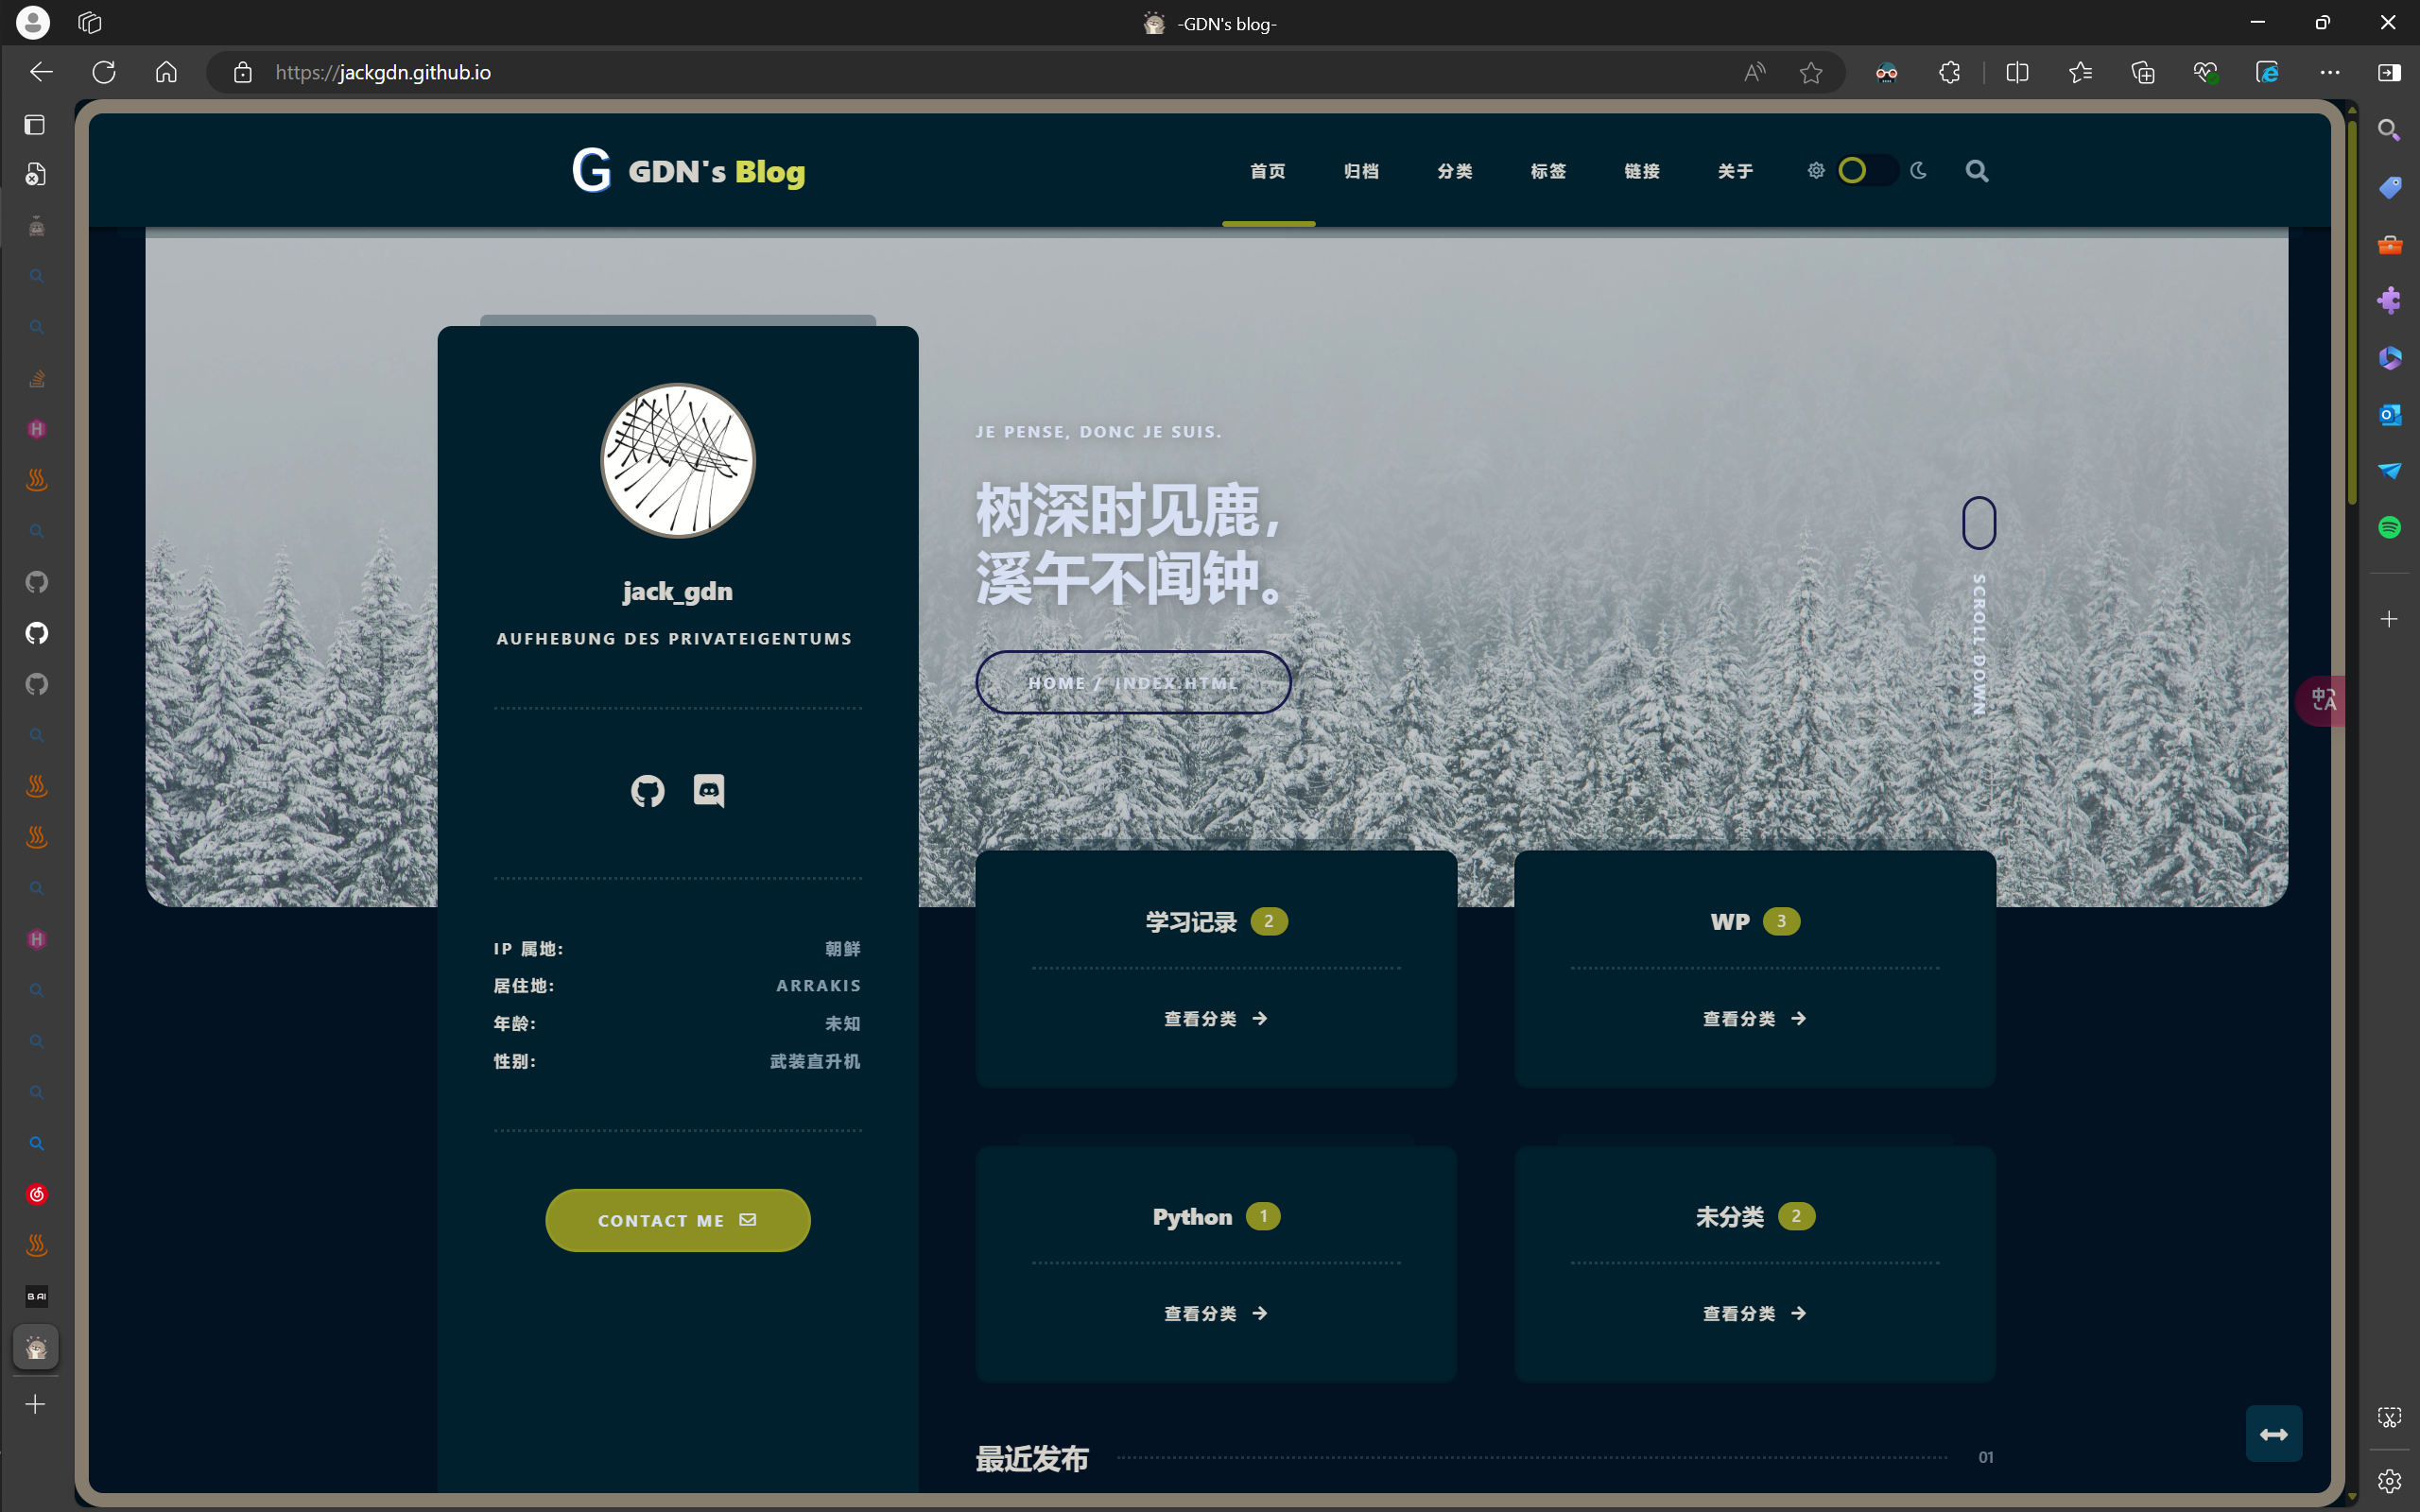 -GDN's blog-
https://jackgdn.github.io
GDN's Blog
首页
归档
分类
标签
链接
关于
jack_gdn
AUFHEBUNG DES PRIVATEIGENTUMS
IP 属地:
朝鲜
居住地:
ARRAKIS
年龄:
未知
性别:
武装直升机
CONTACT ME
JE PENSE, DONC JE SUIS.
树深时见鹿，
溪午不闻钟。
HOME / INDEX.HTML
SCROLL DOWN
学习记录 2
查看分类
WP 3
查看分类
Python 1
查看分类
未分类 2
查看分类
最近发布
01
B.AI